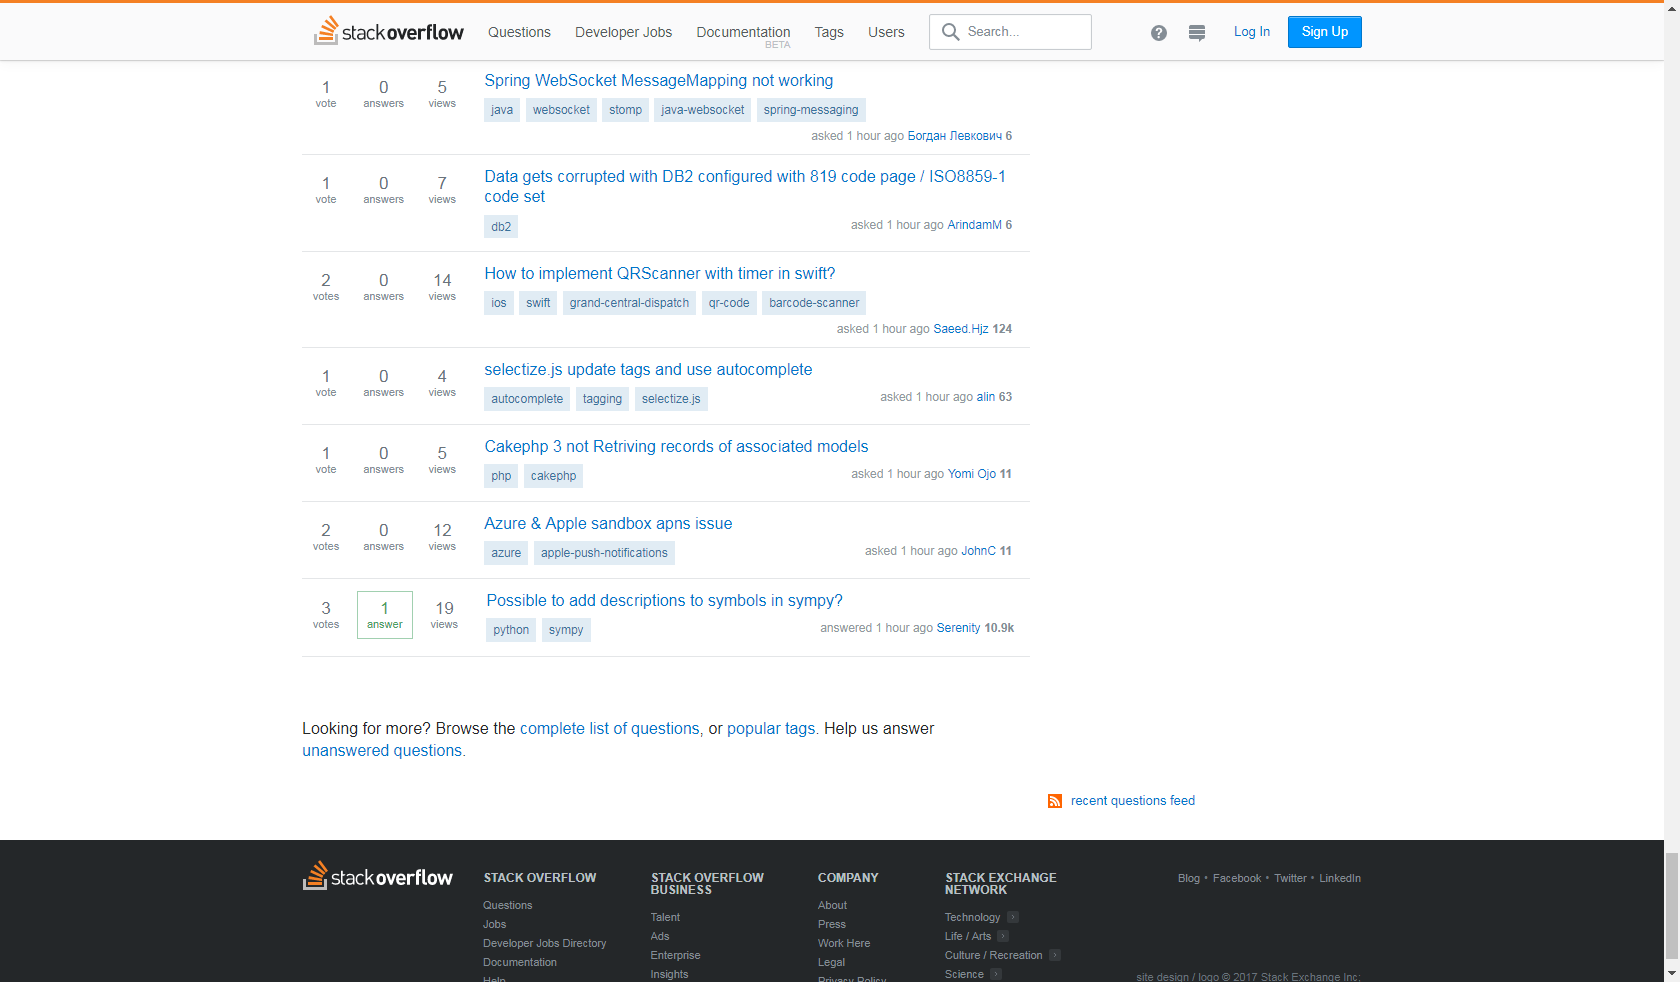 stackoverflow Questions Developer Jobs Documentation BETA Tags Users Search... ? Log In Sign Up
1 vote 0 answers 5 views Spring WebSocket MessageMapping not working
java websocket stomp java-websocket spring-messaging
asked 1 hour ago Богдан Левкович 6
1 vote 0 answers 7 views Data gets corrupted with DB2 configured with 819 code page / ISO8859-1
code set
db2 asked 1 hour ago ArindamM 6
2 votes 0 answers 14 views How to implement QRScanner with timer in swift?
ios swift grand-central-dispatch qr-code barcode-scanner
asked 1 hour ago Saeed.Hjz 124
1 vote 0 answers 4 views selectize.js update tags and use autocomplete
autocomplete tagging selectize.js asked 1 hour ago alin 63
1 vote 0 answers 5 views Cakephp 3 not Retriving records of associated models
php cakephp asked 1 hour ago Yomi Ojo 11
2 votes 0 answers 12 views Azure & Apple sandbox apns issue
azure apple-push-notifications asked 1 hour ago JohnC 11
3 votes 1 answer 19 views Possible to add descriptions to symbols in sympy?
python sympy answered 1 hour ago Serenity 10.9k
Looking for more? Browse the complete list of questions, or popular tags. Help us answer
unanswered questions.
recent questions feed
stackoverflow
STACK OVERFLOW
Questions
Jobs
Developer Jobs Directory
Documentation
Help
STACK OVERFLOW
BUSINESS
Talent
Ads
Enterprise
Insights
COMPANY
About
Press
Work Here
Legal
Privacy Policy
STACK EXCHANGE
NETWORK
Technology
Life / Arts
Culture / Recreation
Science
Blog • Facebook • Twitter • LinkedIn
site design / logo © 2017 Stack Exchange Inc;